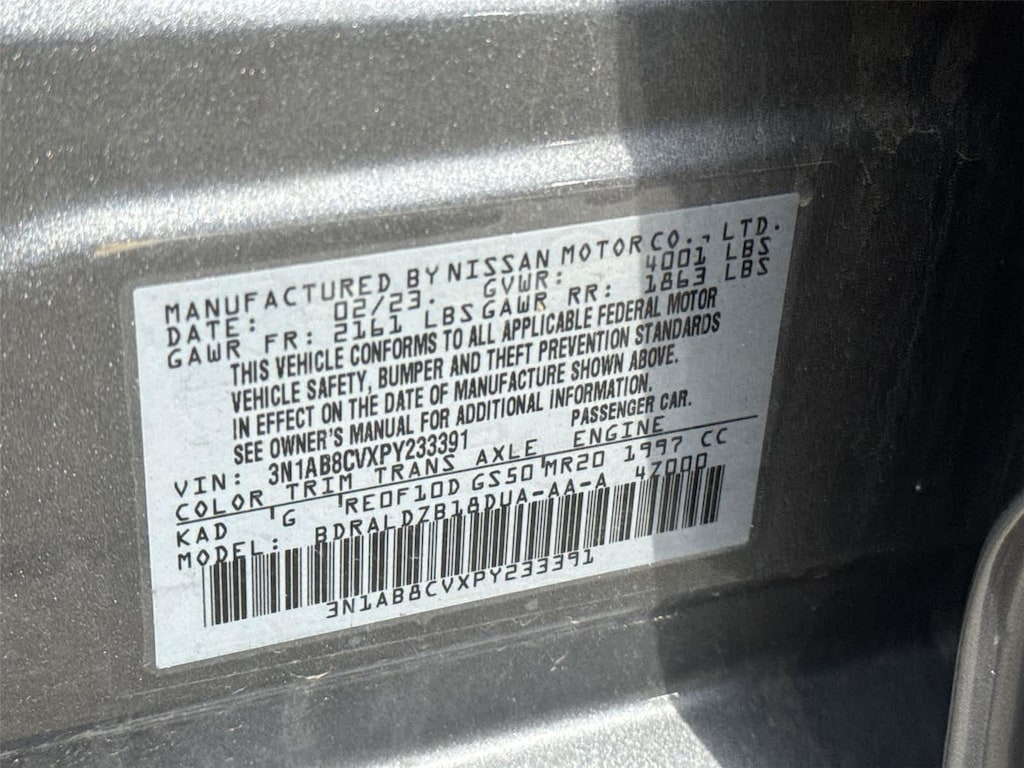 MANUFACTURED BY NISSAN MOTOR CO., LTD.
DATE: 02/23. GVWR: 4001 LBS
GAWR FR: 2161 LBS GAWR RR: 1863 LBS
THIS VEHICLE CONFORMS TO ALL APPLICABLE FEDERAL MOTOR
VEHICLE SAFETY, BUMPER AND THEFT PREVENTION STANDARDS
IN EFFECT ON THE DATE OF MANUFACTURE SHOWN ABOVE.
SEE OWNER'S MANUAL FOR ADDITIONAL INFORMATION.
VIN: 3N1AB8CVXPY233391 PASSENGER CAR.
COLOR TRIM TRANS AXLE ENGINE
KAD G RE0F10D GS50 MR20 1997 CC
MODEL: BDRALDZB18DUA-AA-A 47000
3N1AB8CVXPY233391